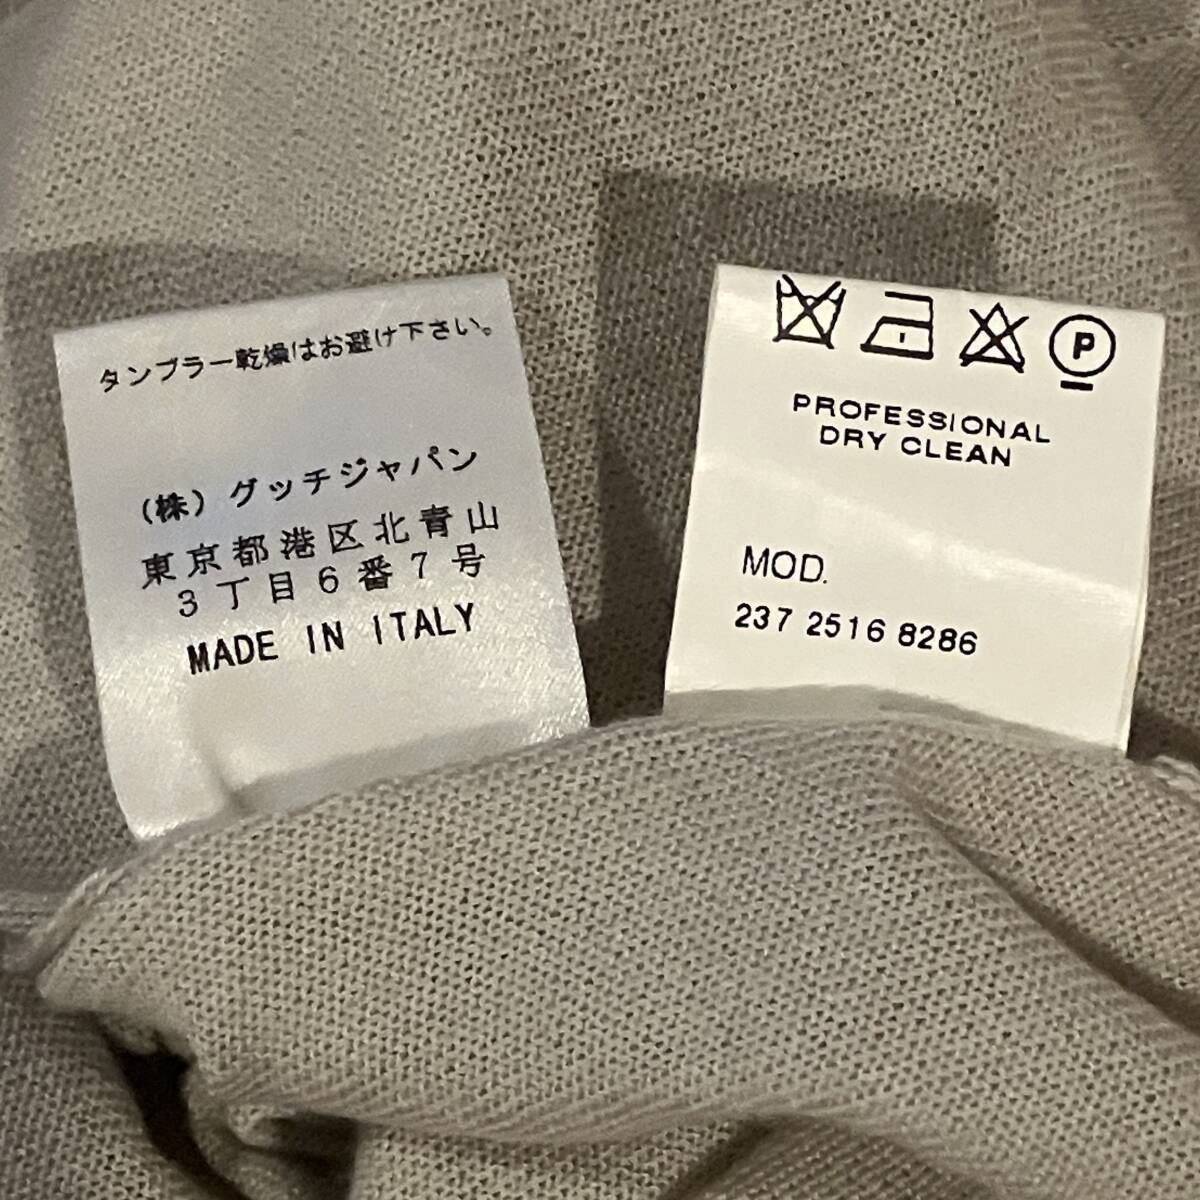 タンブラー乾燥はお避け下さい。
(株) グッチジャパン
東京都港区北青山
3丁目6番7号
MADE IN ITALY
P
PROFESSIONAL
DRY CLEAN
MOD.
237 2516 8286